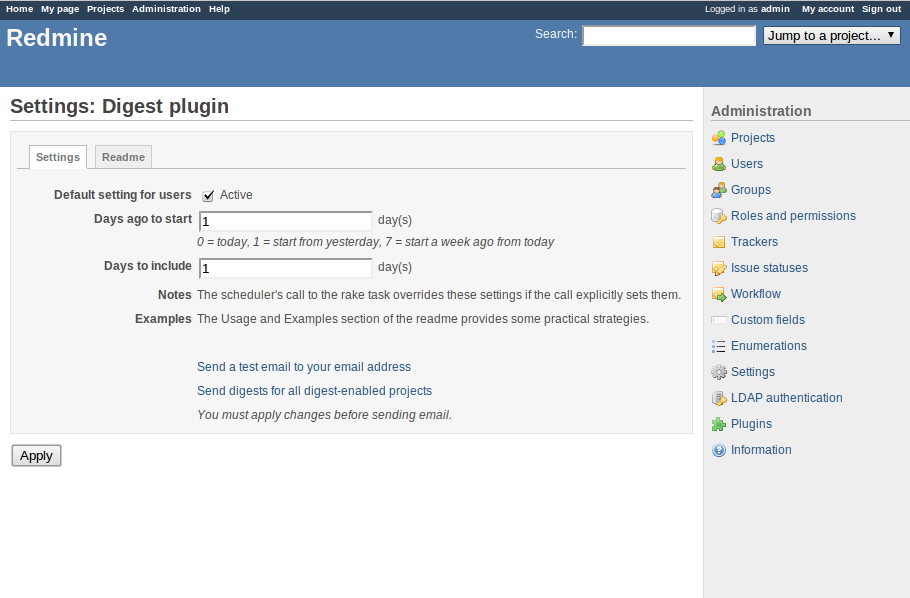 Home My page Projects Administration Help Logged in as admin My account Sign out
Redmine Search: Jump to a project...
Settings: Digest plugin
Settings Readme
Default setting for users Active
Days ago to start 1 day(s)
0 = today, 1 = start from yesterday, 7 = start a week ago from today
Days to include 1 day(s)
Notes The scheduler's call to the rake task overrides these settings if the call explicitly sets them.
Examples The Usage and Examples section of the readme provides some practical strategies.
Send a test email to your email address
Send digests for all digest-enabled projects
You must apply changes before sending email.
Apply
Administration
Projects
Users
Groups
Roles and permissions
Trackers
Issue statuses
Workflow
Custom fields
Enumerations
Settings
LDAP authentication
Plugins
Information